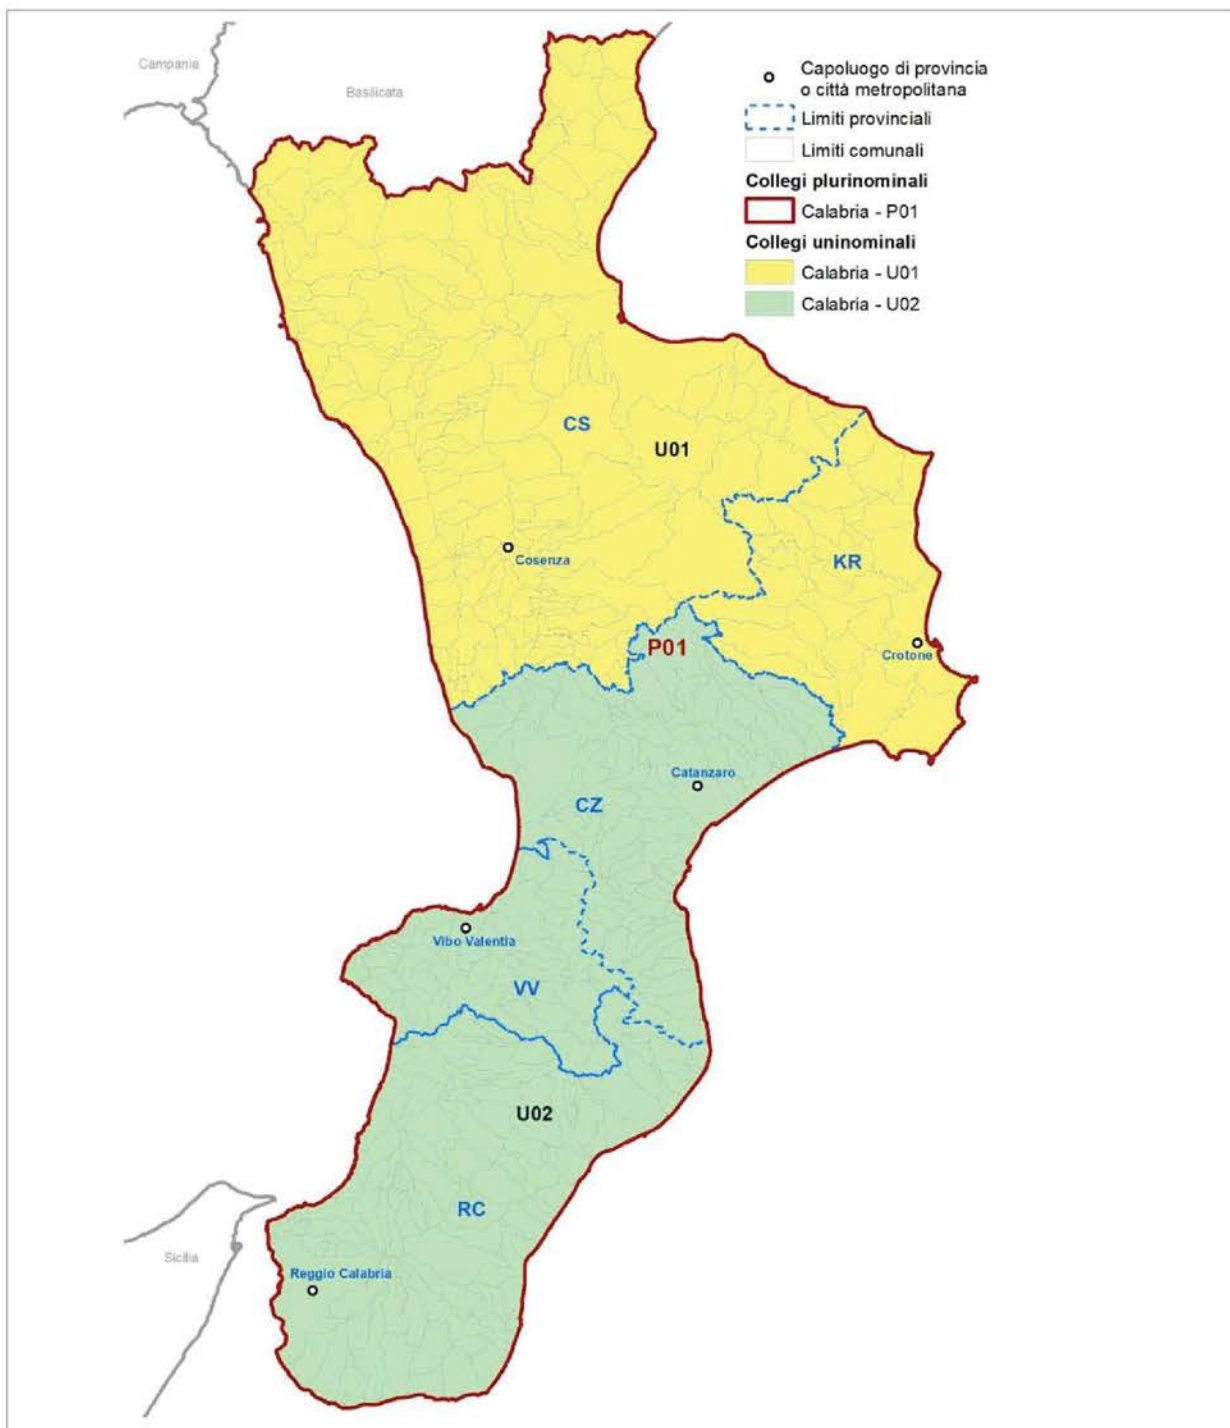 Campania
Basilicata
Capoluogo di provincia
o città metropolitana
Limiti provinciali
Limiti comunali
Collegi plurinominali
Calabria - P01
Collegi uninominali
Calabria - U01
Calabria - U02
CS
U01
Cosenza
KR
P01
Crotone
Catanzaro
CZ
Vibo Valentia
VV
U02
RC
Sicilia
Reggio Calabria